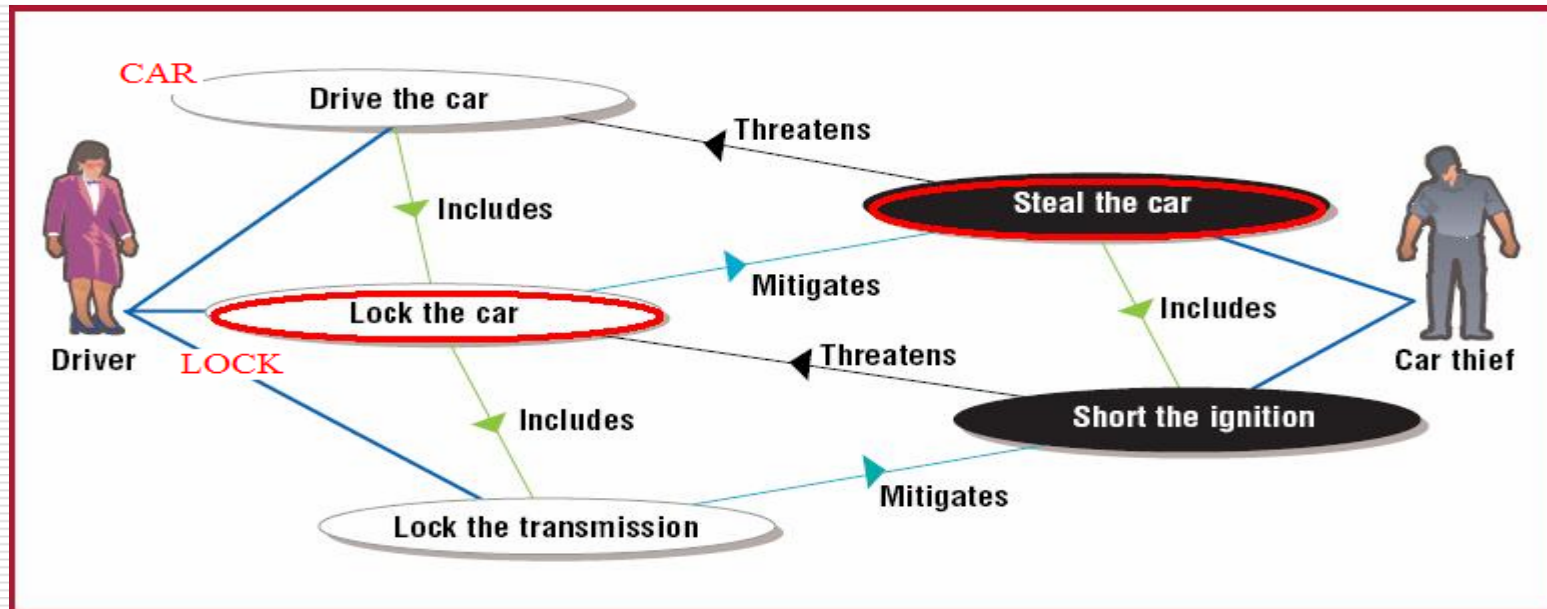 CAR
Drive the car
Threatens
Steal the car
Includes
Mitigates
Lock the car
Includes
Driver
LOCK
Threatens
Car thief
Short the ignition
Includes
Mitigates
Lock the transmission